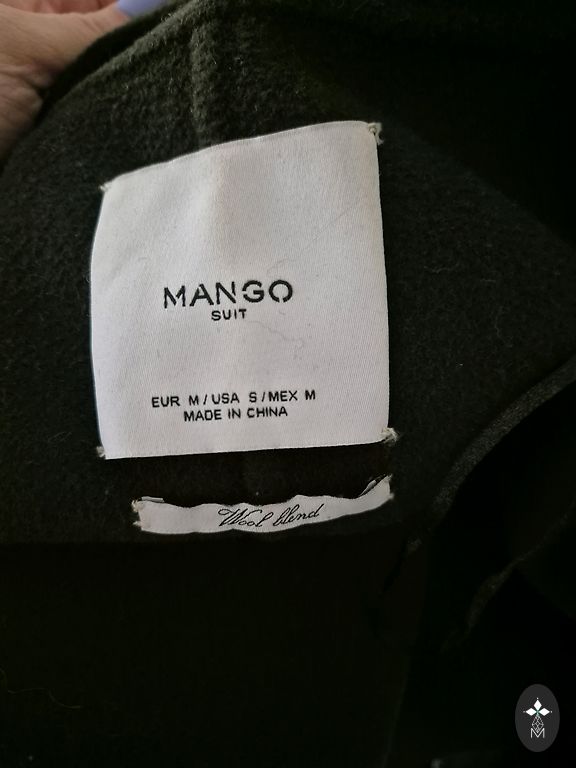 MANGO
SUIT
EUR M / USA S / MEX M
MADE IN CHINA
Wool blend
M